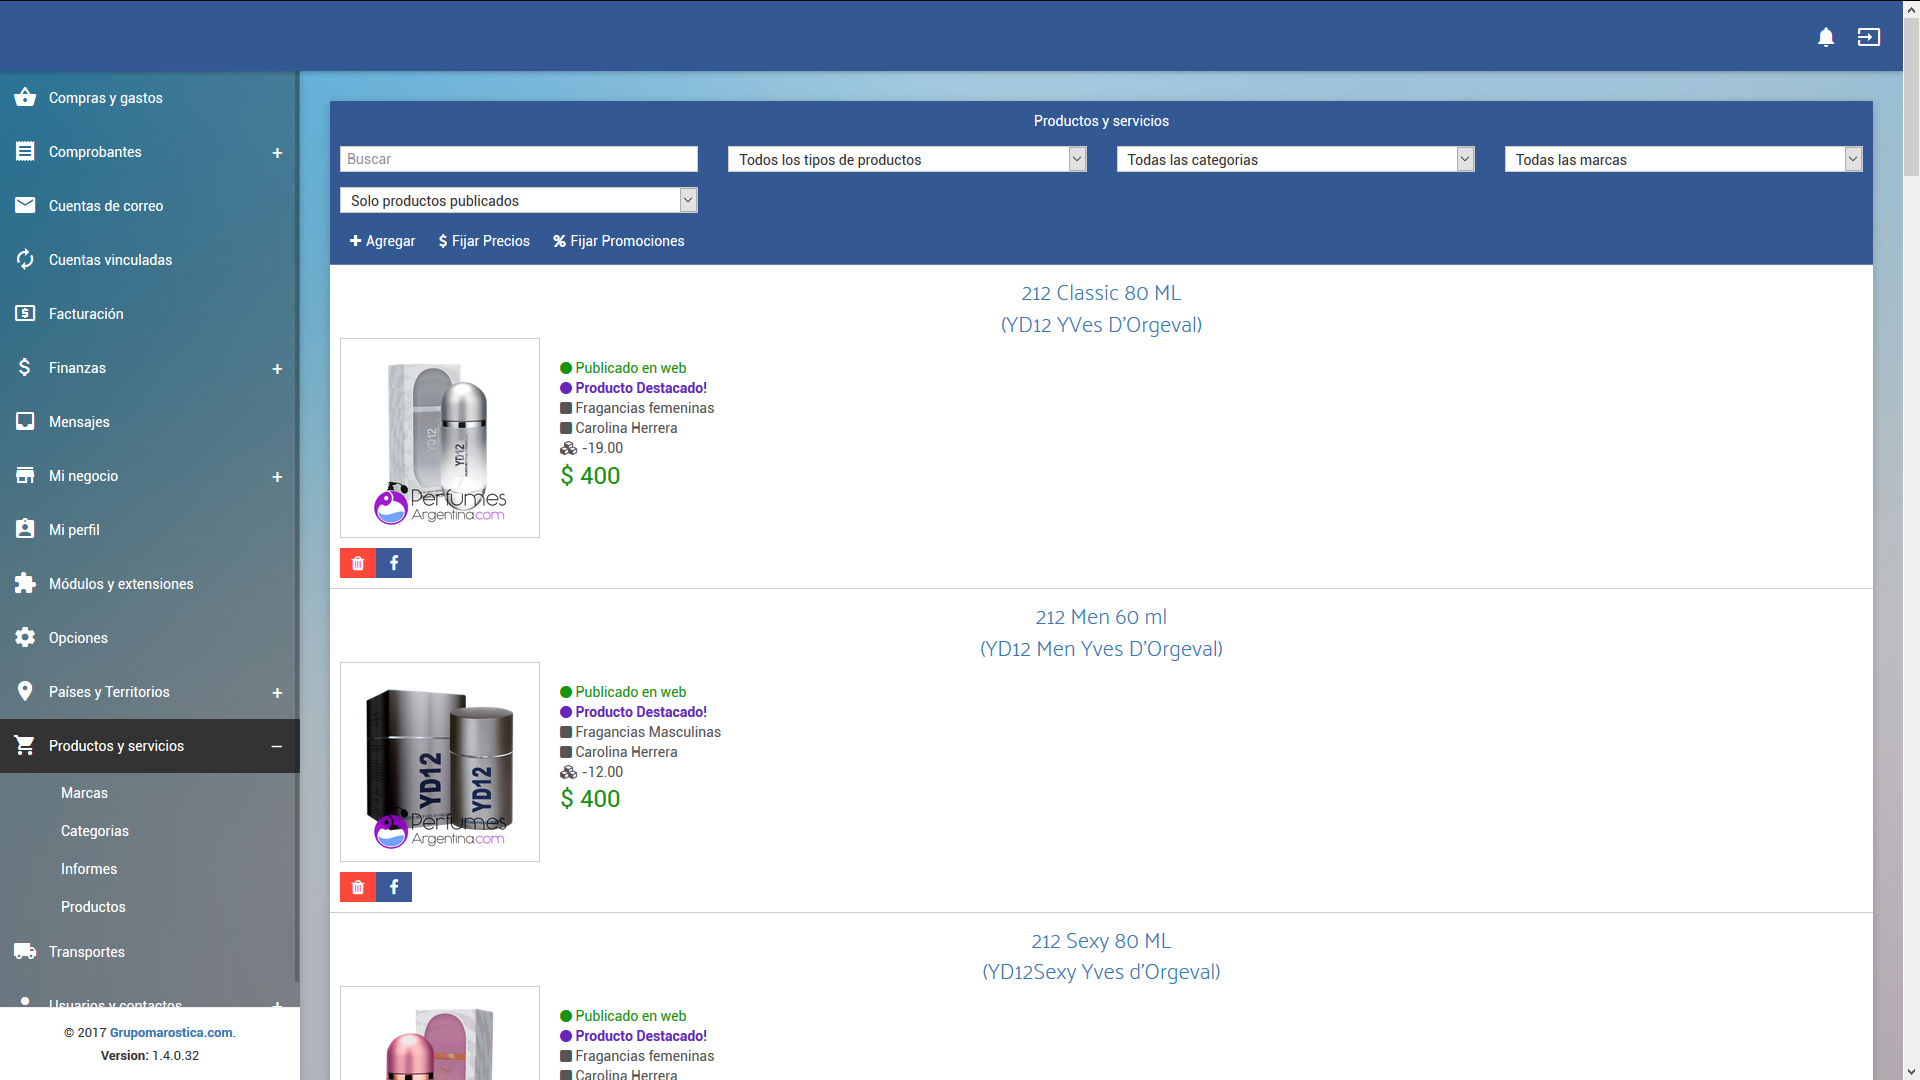 Compras y gastos
Comprobantes +
Cuentas de correo
Cuentas vinculadas
Facturación
$ Finanzas +
Mensajes
Mi negocio +
Mi perfil
Módulos y extensiones
Opciones
Países y Territorios +
Productos y servicios –
Marcas
Categorias
Informes
Productos
Transportes
Usuarios y contactos +
© 2017 Grupomarostica.com.
Version: 1.4.0.32
Productos y servicios
Buscar
Todos los tipos de productos
Todas las categorias
Todas las marcas
Solo productos publicados
+ Agregar
$ Fijar Precios
% Fijar Promociones
212 Classic 80 ML
(YD12 YVes D'Orgeval)
YD12
YD12
Perfumes
Argentina.com
Publicado en web
Producto Destacado!
Fragancias femeninas
Carolina Herrera
-19.00
$ 400
f
212 Men 60 ml
(YD12 Men Yves D'Orgeval)
YD12
YD12
Perfumes
Argentina.com
Publicado en web
Producto Destacado!
Fragancias Masculinas
Carolina Herrera
-12.00
$ 400
f
212 Sexy 80 ML
(YD12Sexy Yves d'Orgeval)
Publicado en web
Producto Destacado!
Fragancias femeninas
Carolina Herrera